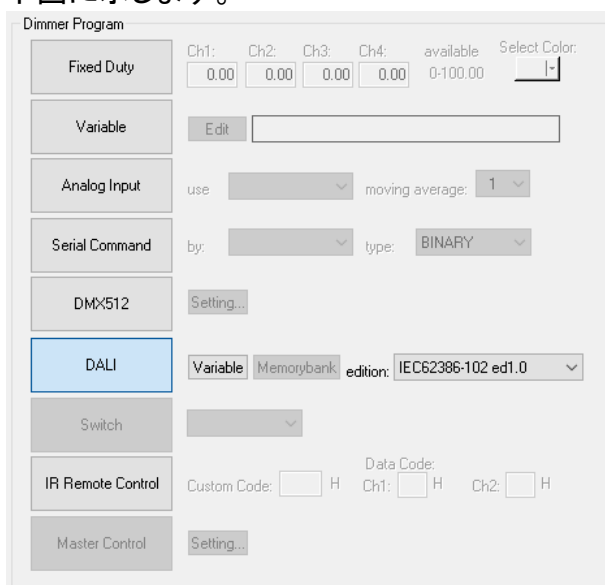 Dimmer Program
Fixed Duty
Ch1: Ch2: Ch3: Ch4: available Select Color:
0.00 0.00 0.00 0.00 0-100.00
Variable Edit
Analog Input use moving average: 1
Serial Command by: type: BINARY
DMX512 Setting...
DALI Variable Memorybank edition: IEC62386-102 ed1.0
Switch
Data Code:
IR Remote Control Custom Code: H Ch1: H Ch2: H
Master Control Setting...